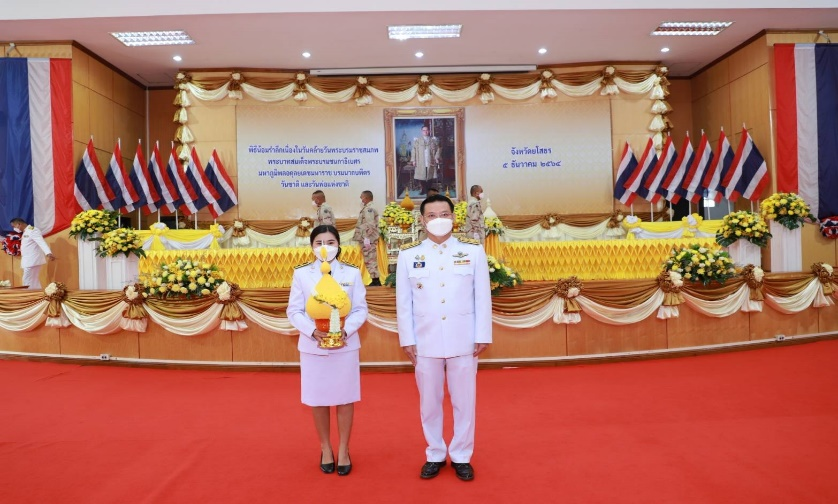 พิธีน้อมรำลึกเนื่องในวันคล้ายวันพระบรมราชสมภพ
พระบาทสมเด็จพระบรมชนกาธิเบศร
มหาภูมิพลอดุลยเดชมหาราช บรมนาถบพิตร
วันชาติ และวันพ่อแห่งชาติ
จังหวัดยโสธร
๕ ธันวาคม ๒๕๖๔